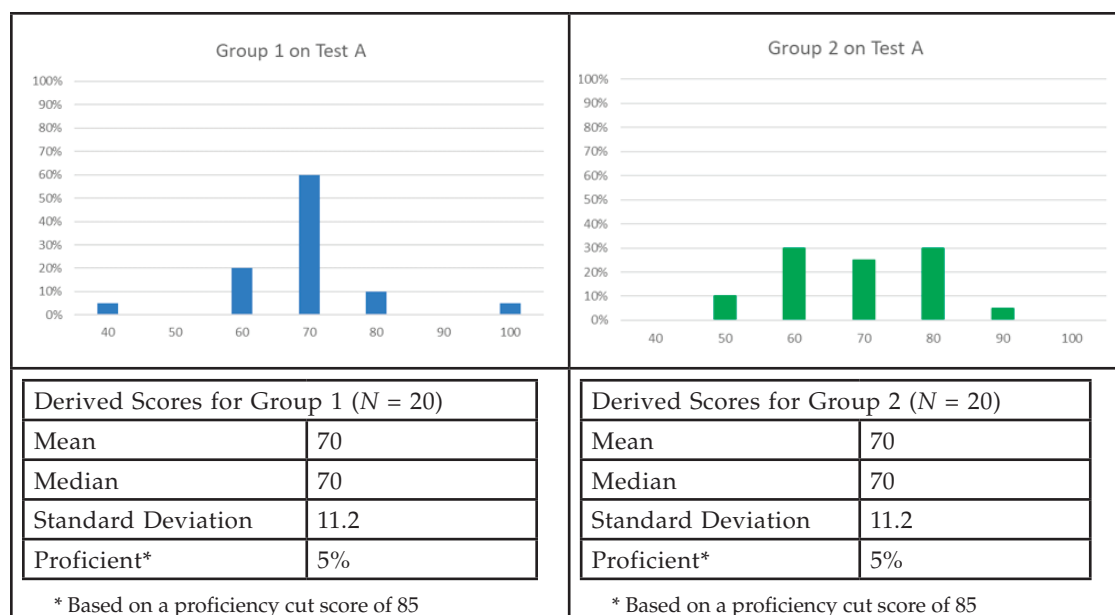 Group 1 on Test A
100%
90%
80%
70%
60%
50%
40%
30%
20%
10%
0%
40 50 60 70 80 90 100
Group 2 on Test A
100%
90%
80%
70%
60%
50%
40%
30%
20%
10%
0%
40 50 60 70 80 90 100
Derived Scores for Group 1 (N = 20)
Mean 70
Median 70
Standard Deviation 11.2
Proficient* 5%
* Based on a proficiency cut score of 85
Derived Scores for Group 2 (N = 20)
Mean 70
Median 70
Standard Deviation 11.2
Proficient* 5%
* Based on a proficiency cut score of 85